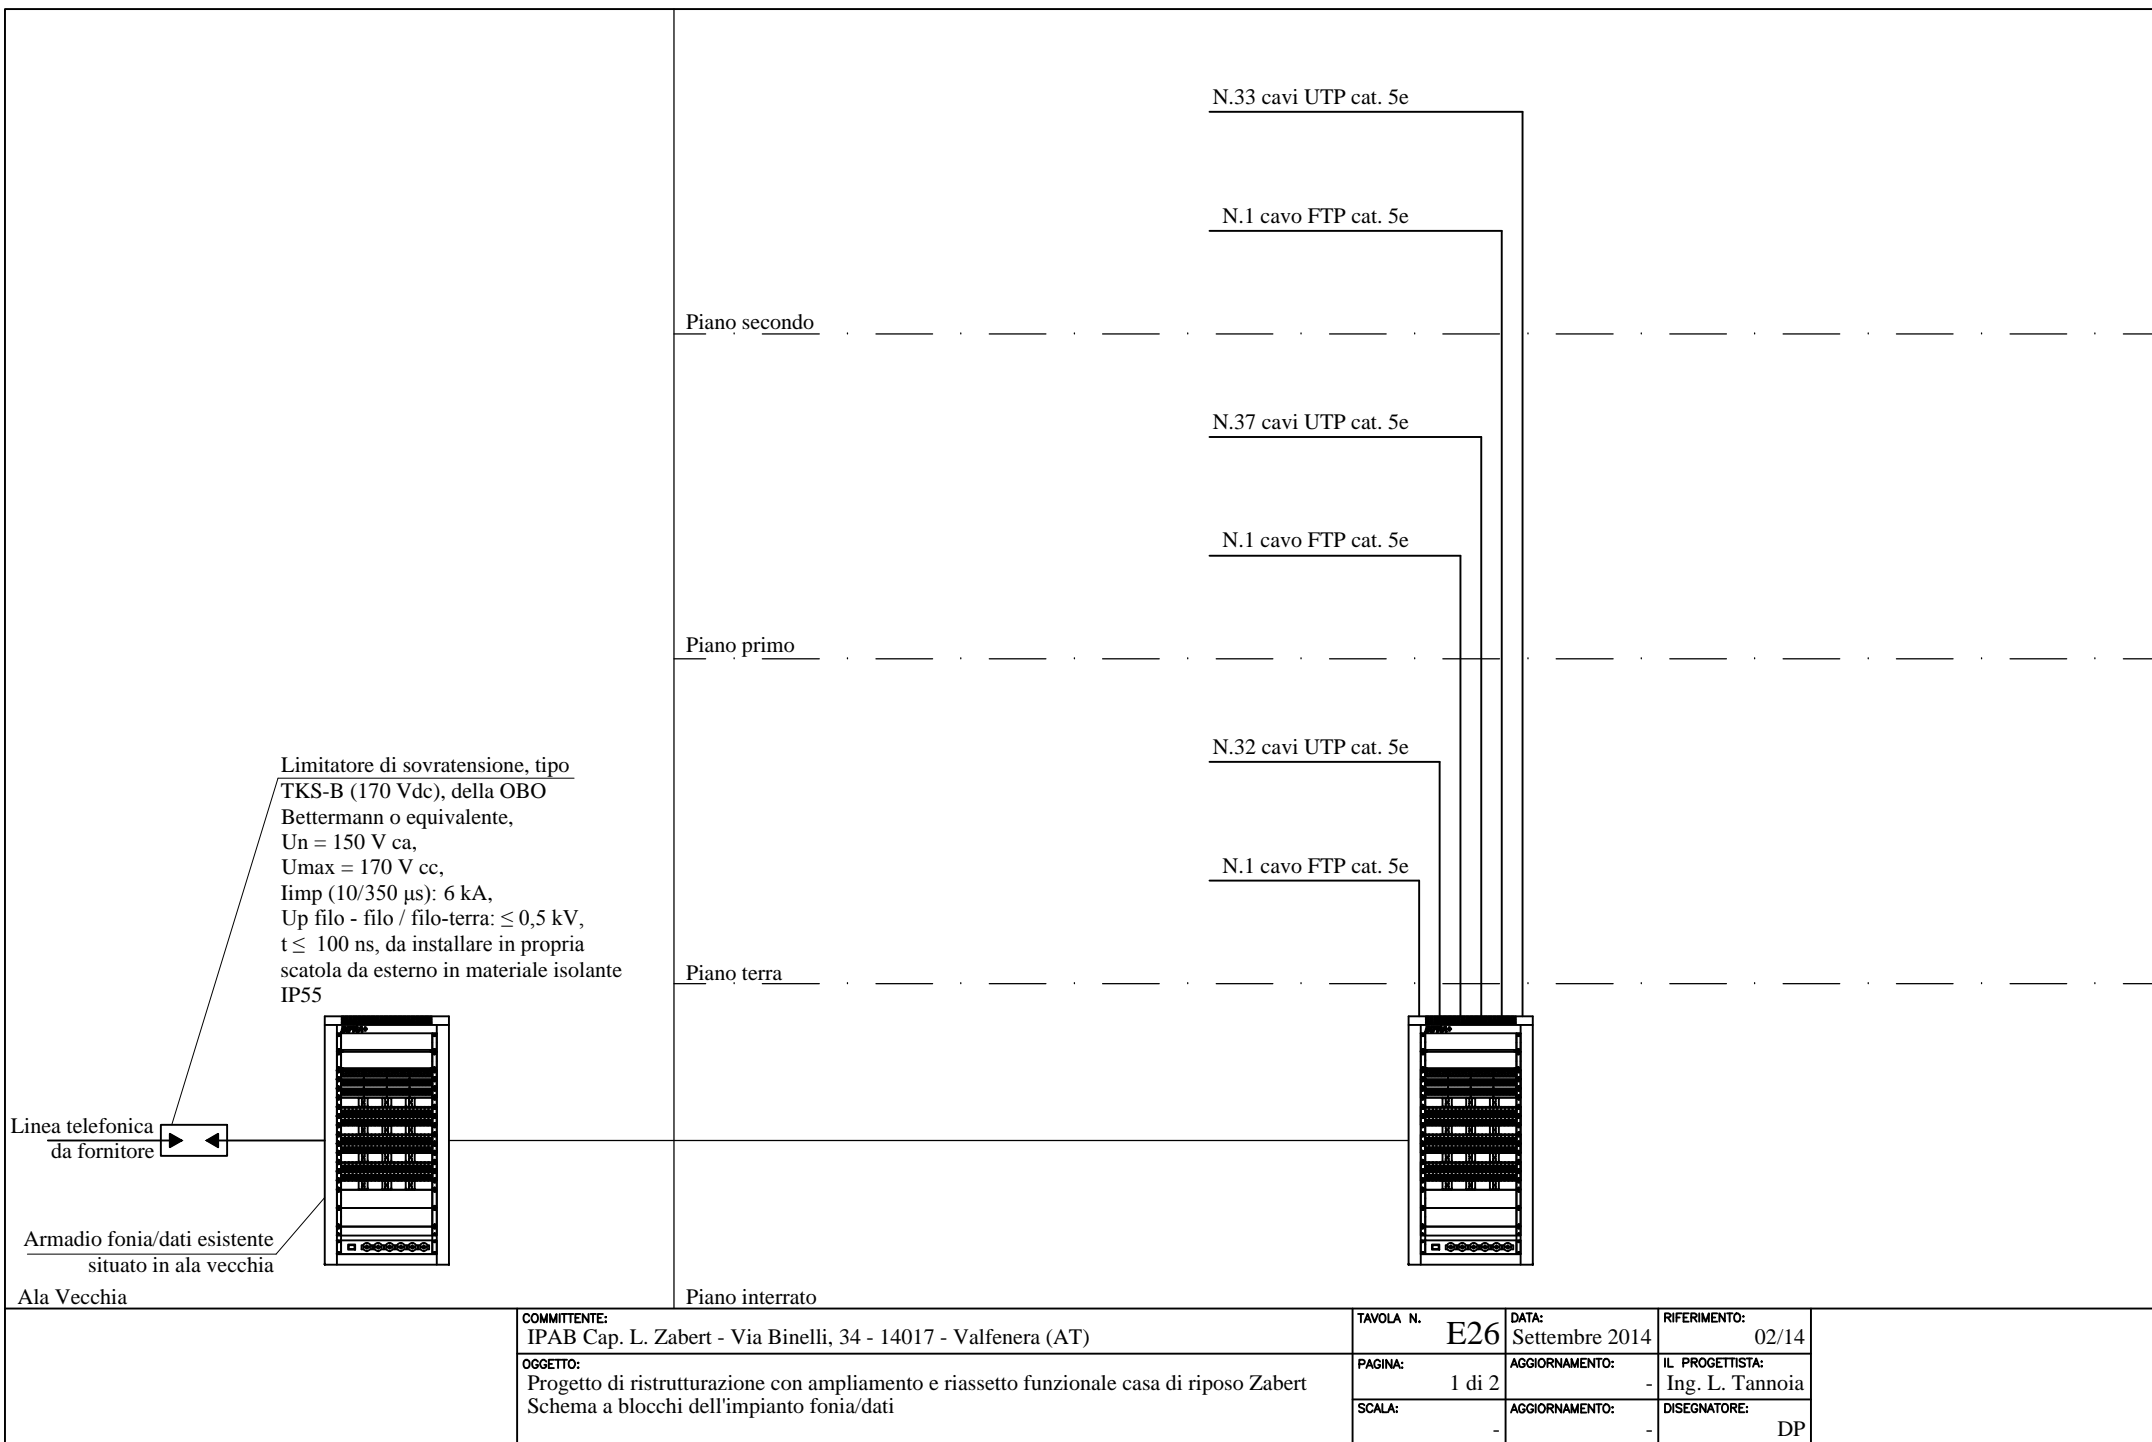 N.33 cavi UTP cat. 5e
N.1 cavo FTP cat. 5e
Piano secondo
N.37 cavi UTP cat. 5e
N.1 cavo FTP cat. 5e
Piano primo
N.32 cavi UTP cat. 5e
N.1 cavo FTP cat. 5e
Piano terra
Limitatore di sovratensione, tipo
TKS-B (170 Vdc), della OBO
Bettermann o equivalente,
Un = 150 V ca,
Umax = 170 V cc,
Iimp (10/350 µs): 6 kA,
Up filo - filo / filo-terra: ≤ 0,5 kV,
t ≤ 100 ns, da installare in propria
scatola da esterno in materiale isolante
IP55
Linea telefonica
da fornitore
Armadio fonia/dati esistente
situato in ala vecchia
Ala Vecchia
Piano interrato
COMMITTENTE:
IPAB Cap. L. Zabert - Via Binelli, 34 - 14017 - Valfenera (AT)
OGGETTO:
Progetto di ristrutturazione con ampliamento e riassetto funzionale casa di riposo Zabert
Schema a blocchi dell'impianto fonia/dati
TAVOLA N.
E26
DATA:
Settembre 2014
RIFERIMENTO:
02/14
PAGINA:
1 di 2
AGGIORNAMENTO:
-
IL PROGETTISTA:
Ing. L. Tannoia
SCALA:
-
AGGIORNAMENTO:
-
DISEGNATORE:
DP